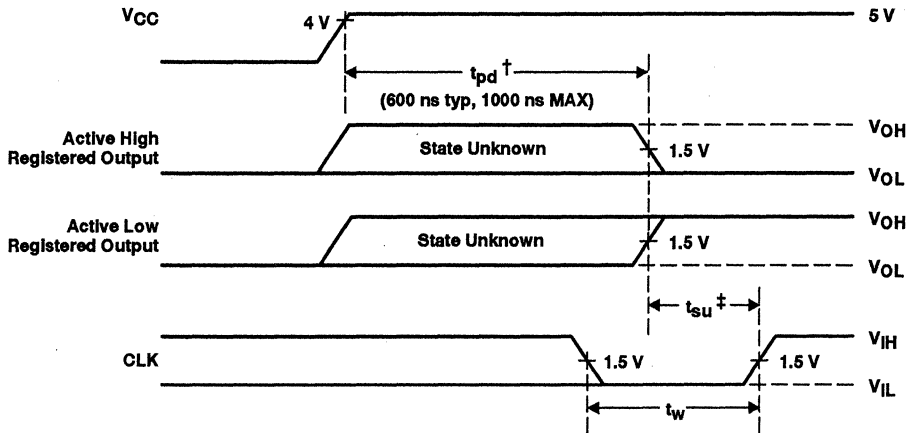 VCC
4 V
5 V
tpd†
(600 ns typ, 1000 ns MAX)
Active High
Registered Output
State Unknown
1.5 V
VOH
VOL
Active Low
Registered Output
State Unknown
1.5 V
VOH
VOL
tsu‡
CLK
1.5 V
1.5 V
VIH
VIL
tw